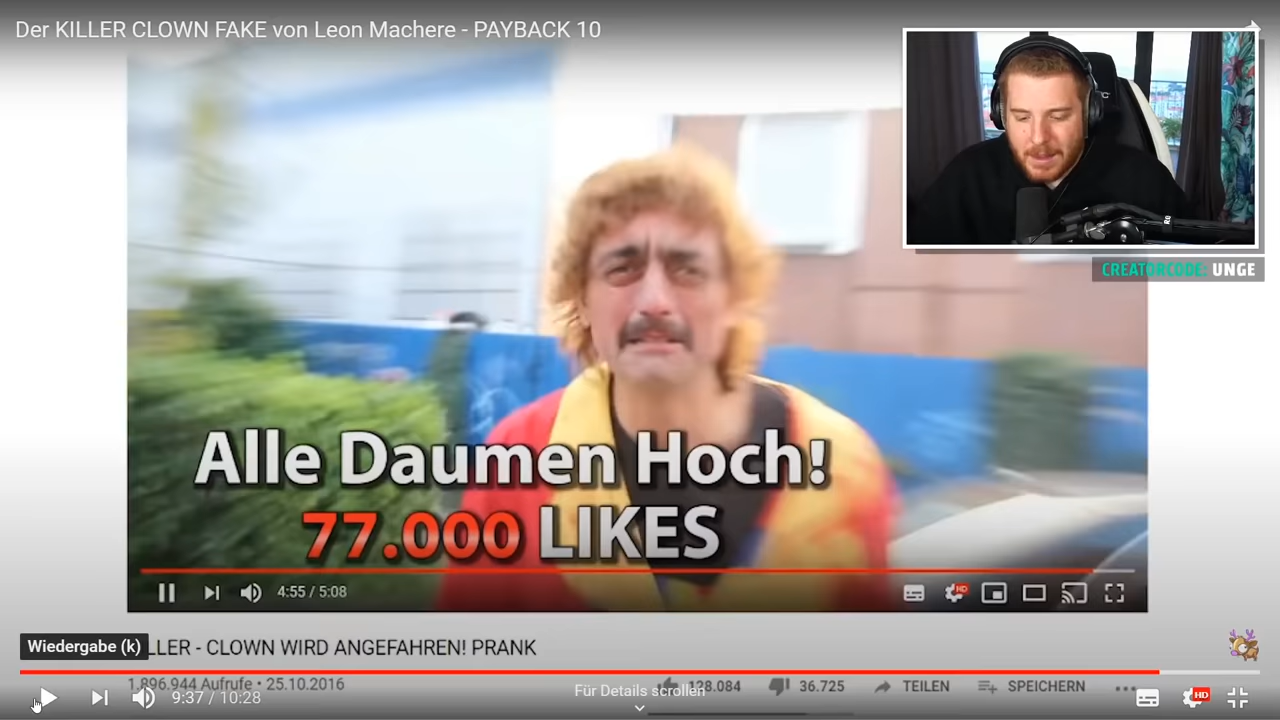 Der KILLER CLOWN FAKE von Leon Machere - PAYBACK 10
CREATORCODE: UNGE
Alle Daumen Hoch!
77.000 LIKES
4:55 / 5:08
HD
Wiedergabe (k)
LLER - CLOWN WIRD ANGEFAHREN! PRANK
1.896.944 Aufrufe • 25.10.2016
128.084
36.725
TEILEN
SPEICHERN
9:37 / 10:28
Für Details scrollen
HD